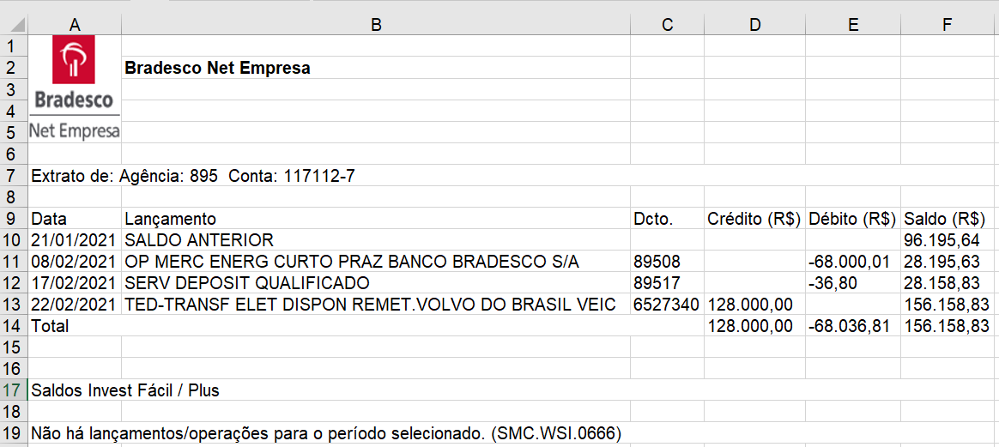 A B C D E F
1
2 Bradesco Net Empresa
3 Bradesco
4
5 Net Empresa
6
7 Extrato de: Agência: 895 Conta: 117112-7
8
9 Data Lançamento Dcto. Crédito (R$) Débito (R$) Saldo (R$)
10 21/01/2021 SALDO ANTERIOR 96.195,64
11 08/02/2021 OP MERC ENERG CURTO PRAZ BANCO BRADESCO S/A 89508 -68.000,01 28.195,63
12 17/02/2021 SERV DEPOSIT QUALIFICADO 89517 -36,80 28.158,83
13 22/02/2021 TED-TRANSF ELET DISPON REMET.VOLVO DO BRASIL VEIC 6527340 128.000,00 156.158,83
14 Total 128.000,00 -68.036,81 156.158,83
15
16
17 Saldos Invest Fácil / Plus
18
19 Não há lançamentos/operações para o período selecionado. (SMC.WSI.0666)